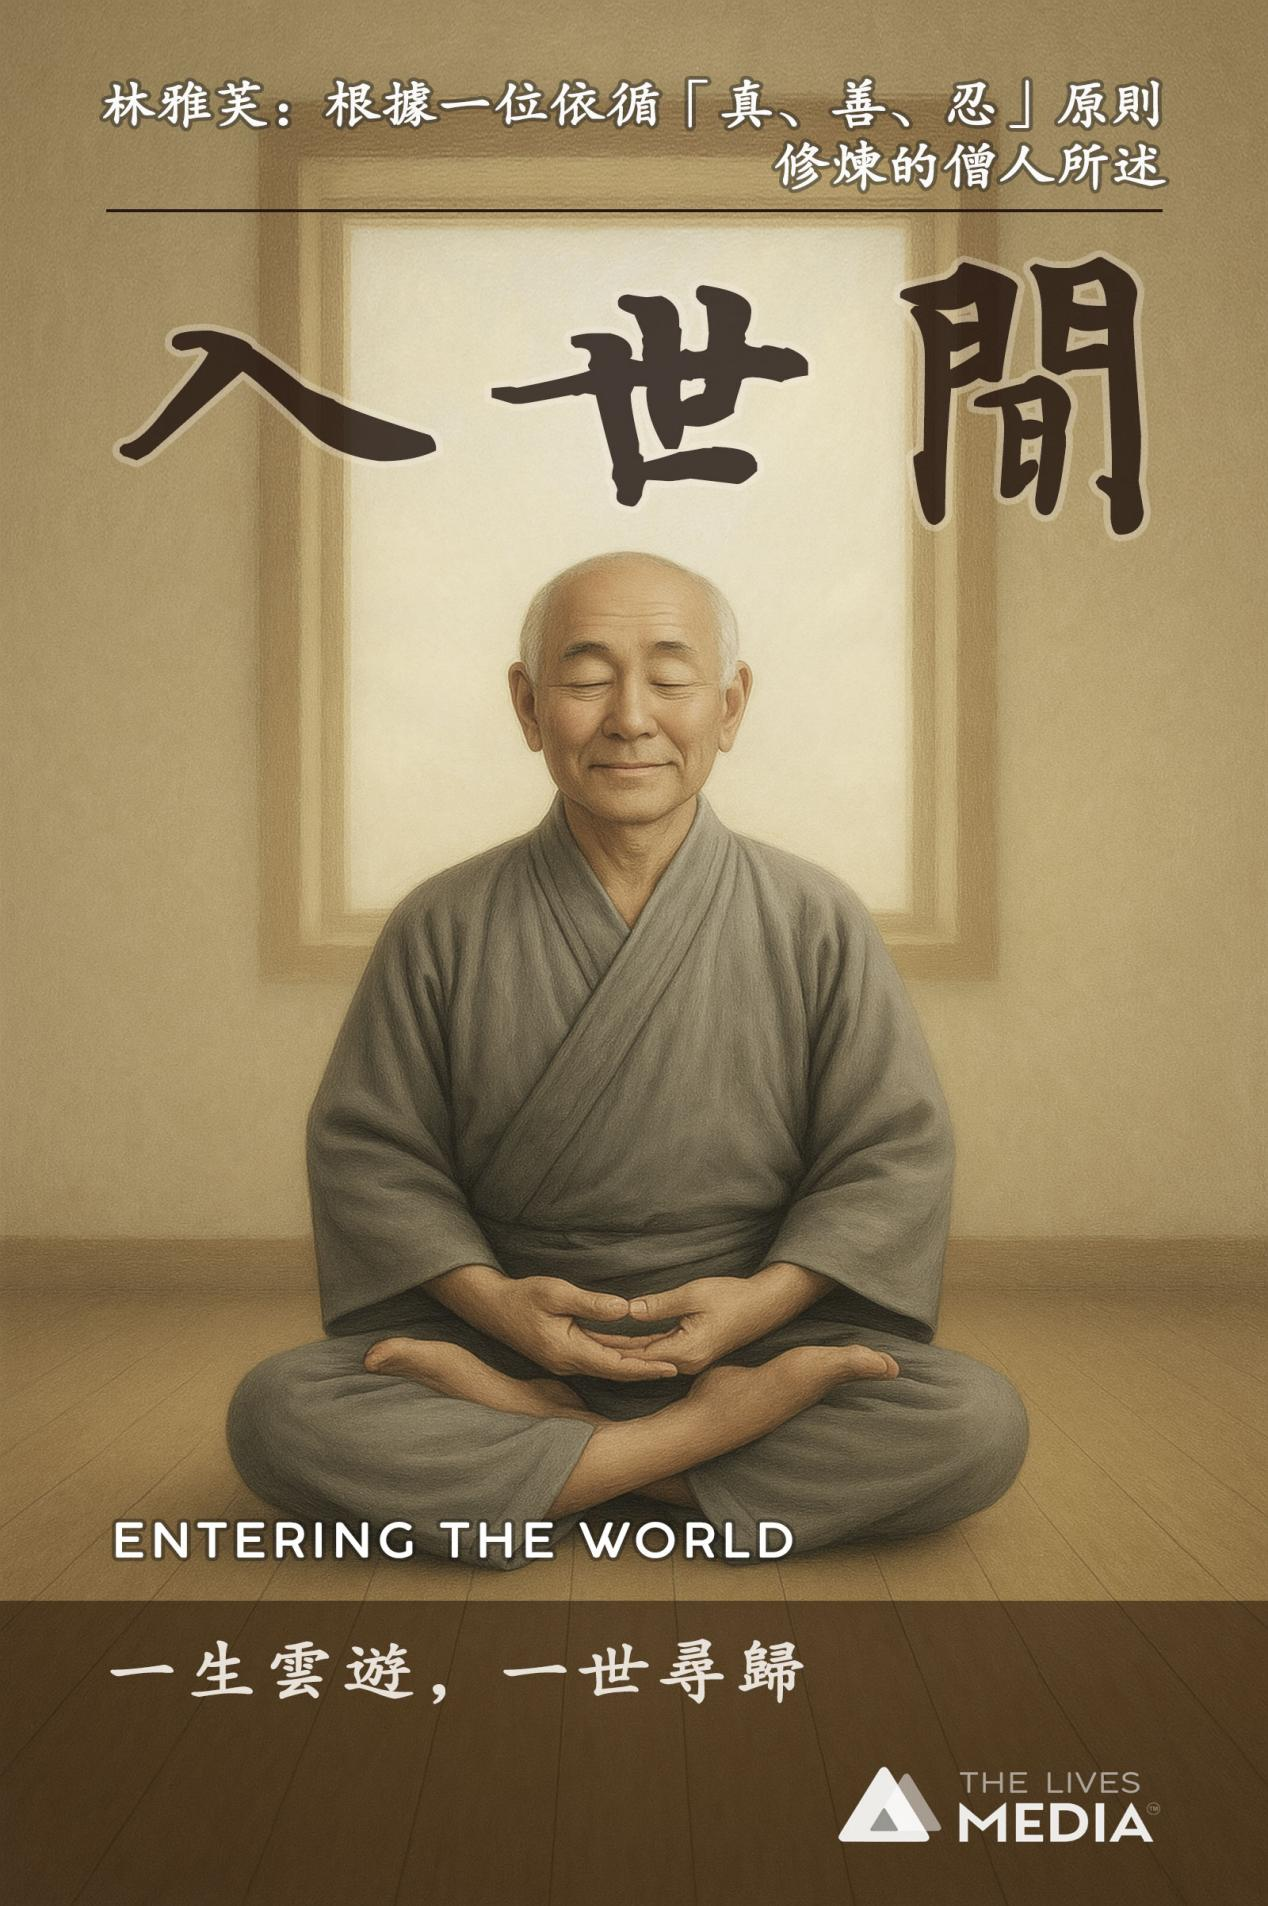 林雅芙：根據一位依循「真、善、忍」原則
修煉的僧人所述
入世間
ENTERING THE WORLD
一生雲遊，一世尋歸
THE LIVES
MEDIA™